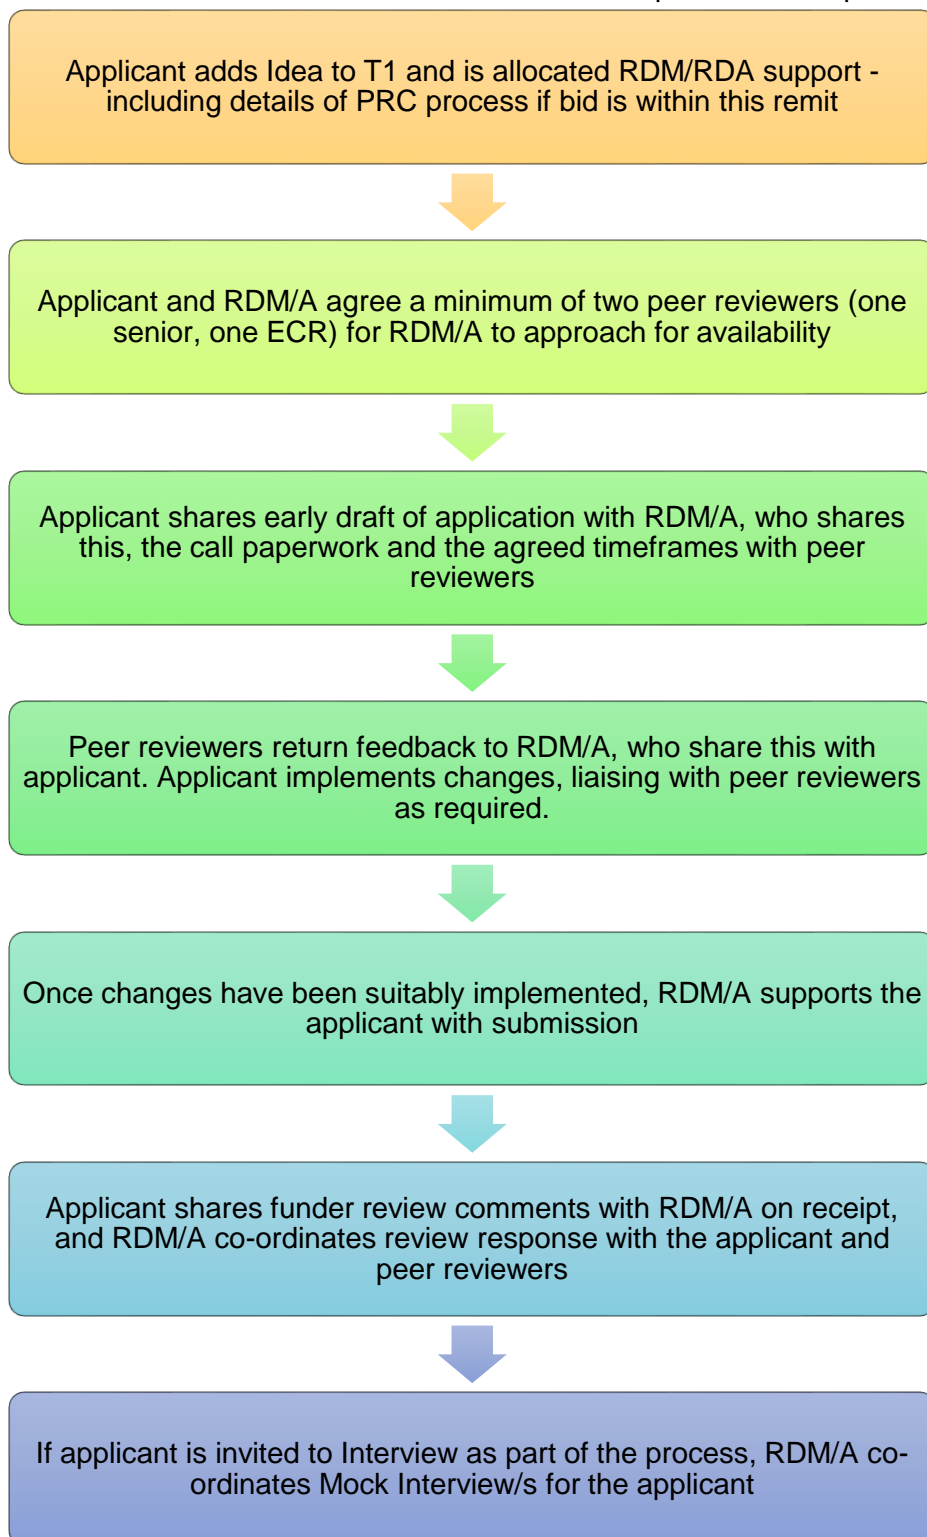 Applicant adds Idea to T1 and is allocated RDM/RDA support -
including details of PRC process if bid is within this remit
Applicant and RDM/A agree a minimum of two peer reviewers (one
senior, one ECR) for RDM/A to approach for availability
Applicant shares early draft of application with RDM/A, who shares
this, the call paperwork and the agreed timeframes with peer
reviewers
Peer reviewers return feedback to RDM/A, who share this with
applicant. Applicant implements changes, liaising with peer reviewers
as required.
Once changes have been suitably implemented, RDM/A supports the
applicant with submission
Applicant shares funder review comments with RDM/A on receipt,
and RDM/A co-ordinates review response with the applicant and
peer reviewers
If applicant is invited to Interview as part of the process, RDM/A co-
ordinates Mock Interview/s for the applicant